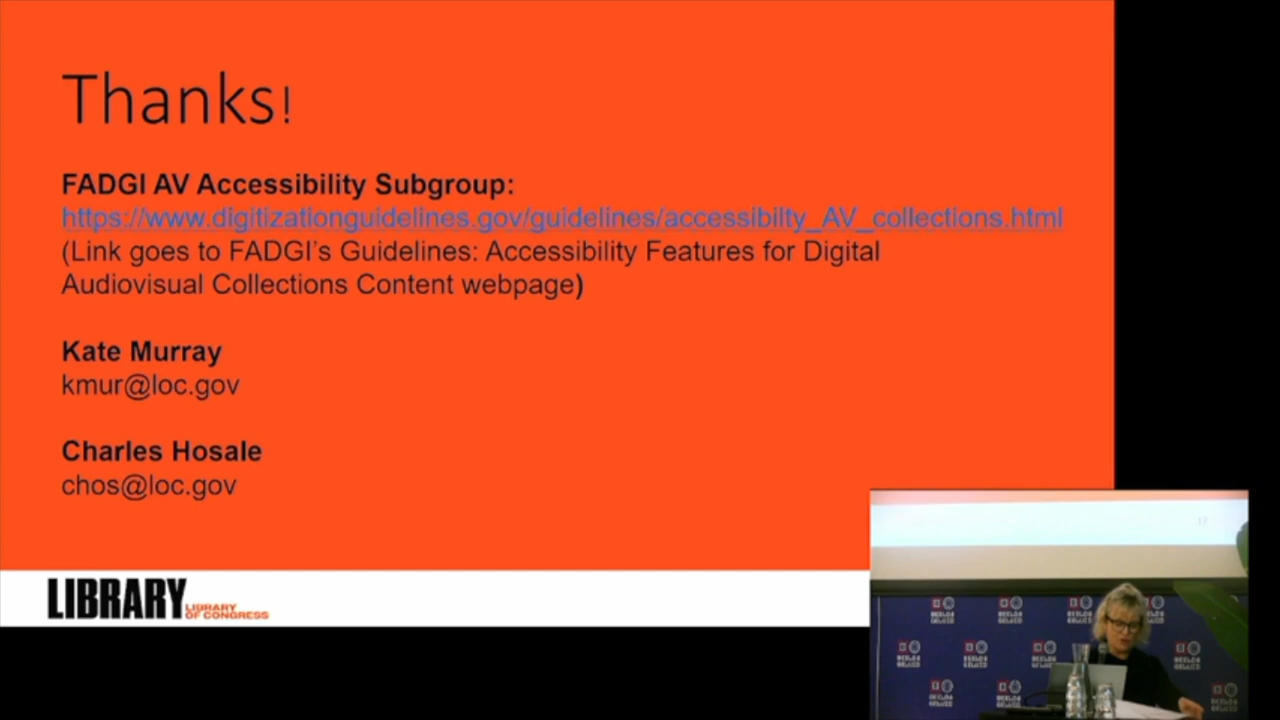 Thanks!
FADGI AV Accessibility Subgroup:
https://www.digitizationguidelines.gov/guidelines/accessibilty_AV_collections.html
(Link goes to FADGI’s Guidelines: Accessibility Features for Digital
Audiovisual Collections Content webpage)
Kate Murray
kmur@loc.gov
Charles Hosale
chos@loc.gov
LIBRARY
LIBRARY
OF CONGRESS
17